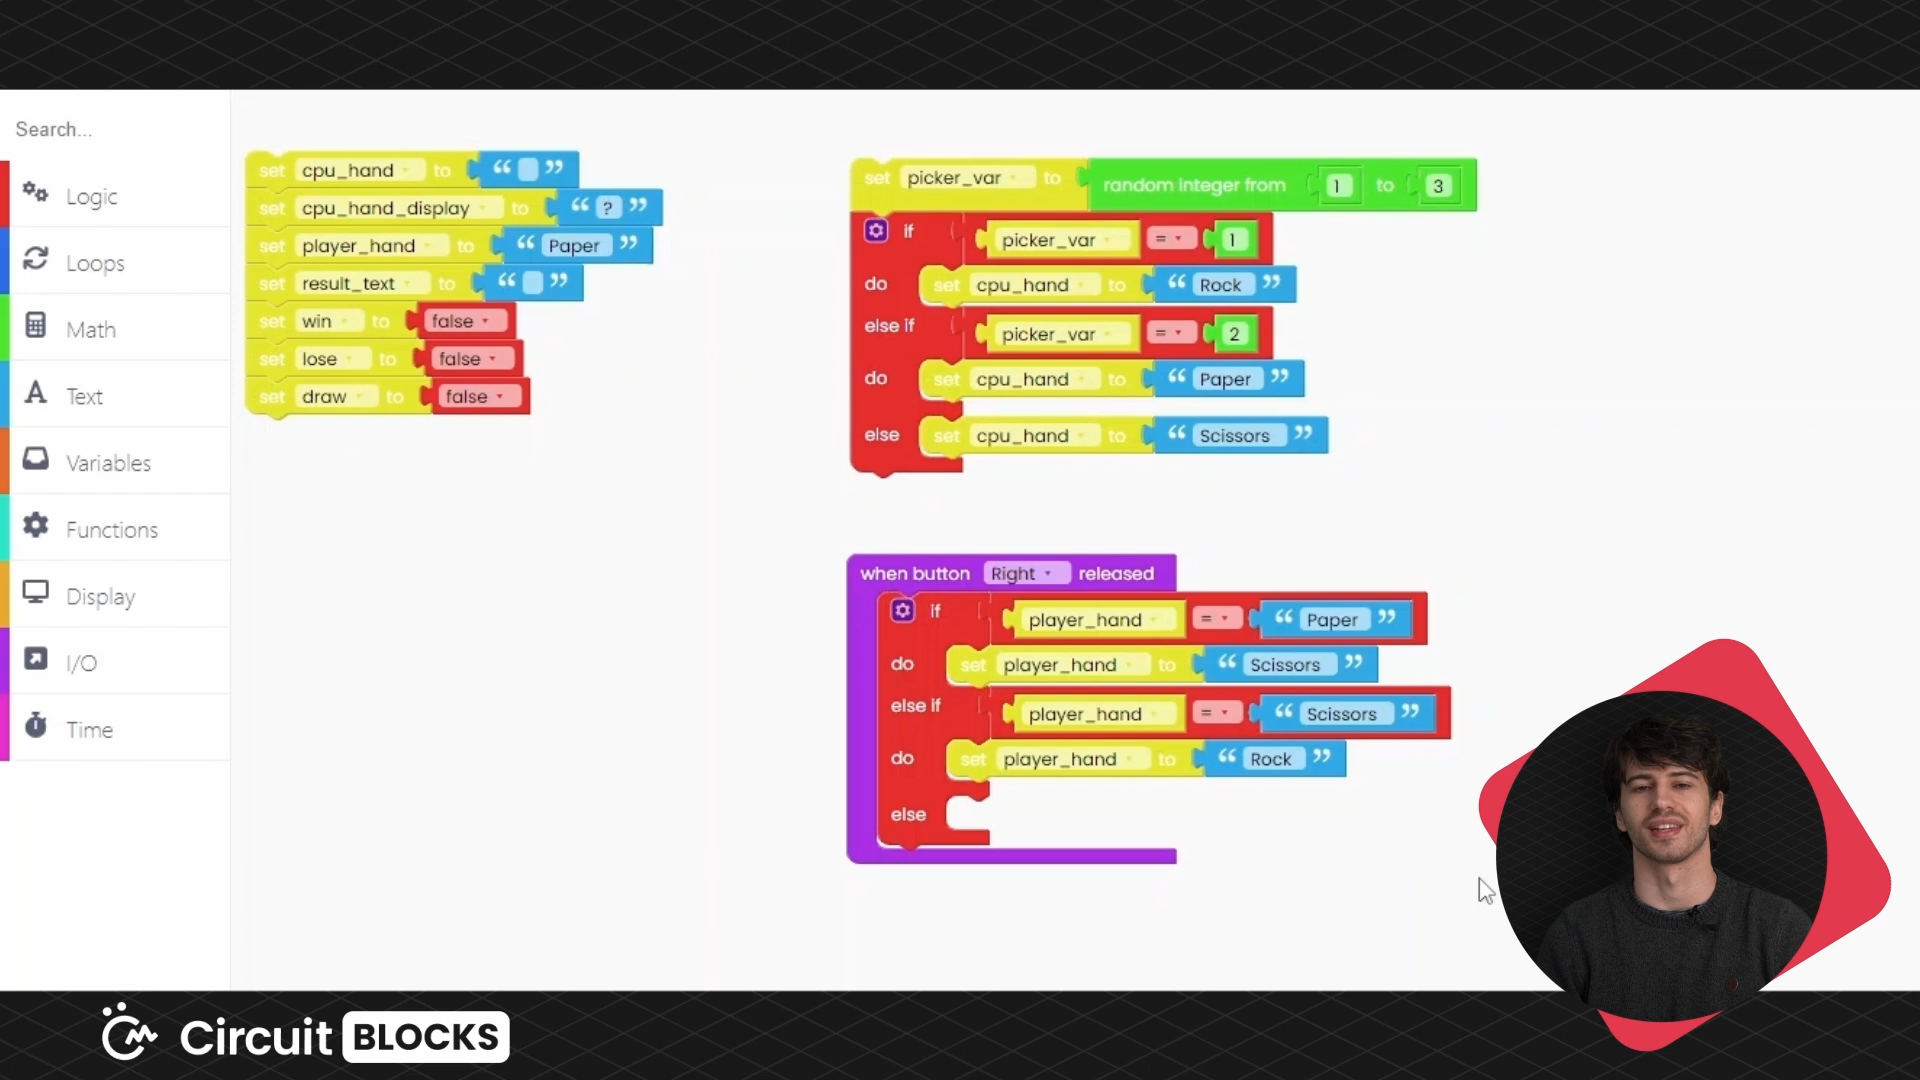 Search...
Logic
Loops
Math
Text
Variables
Functions
Display
I/O
Time
set cpu_hand to “ ”
set cpu_hand_display to “ ? ”
set player_hand to “ Paper ”
set result_text to “ ”
set win to false
set lose to false
set draw to false
set picker_var to random integer from 1 to 3
if picker_var = 1
do set cpu_hand to “ Rock ”
else if picker_var = 2
do set cpu_hand to “ Paper ”
else set cpu_hand to “ Scissors ”
when button Right released
if player_hand = “ Paper ”
do set player_hand to “ Scissors ”
else if player_hand = “ Scissors ”
do set player_hand to “ Rock ”
else
Circuit BLOCKS